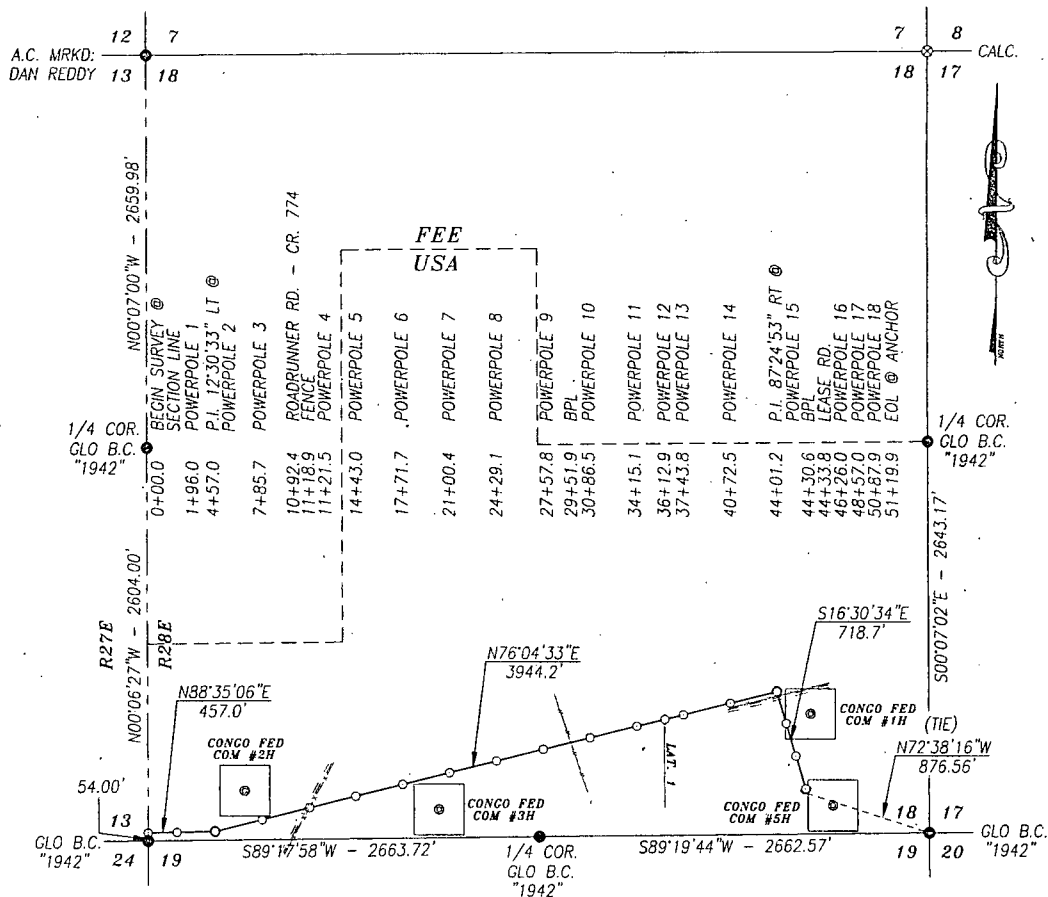 12 7
7 8
A.C. MRKD:
DAN REDDY 13 18
18 17
CALC.
NORTH
N00°07'00"W - 2659.98'
FEE
USA
0+00.0 BEGIN SURVEY @
SECTION LINE
1+96.0 POWERPOLE 1
4+57.0 P.I. 12°30'33" LT @
POWERPOLE 2
7+85.7 POWERPOLE 3
10+92.4 ROADRUNNER RD. - CR. 774
11+18.9 FENCE
11+21.5 POWERPOLE 4
14+43.0 POWERPOLE 5
17+71.7 POWERPOLE 6
21+00.4 POWERPOLE 7
24+29.1 POWERPOLE 8
27+57.8 POWERPOLE 9
29+51.9 BPL
30+86.5 POWERPOLE 10
34+15.1 POWERPOLE 11
36+12.9 POWERPOLE 12
37+43.8 POWERPOLE 13
40+72.5 POWERPOLE 14
44+01.2 P.I. 87°24'53" RT @
POWERPOLE 15
44+30.6 BPL
44+33.8 LEASE RD.
46+26.0 POWERPOLE 16
48+57.0 POWERPOLE 17
50+87.9 POWERPOLE 18
51+19.9 EOL @ ANCHOR
1/4 COR.
GLO B.C.
"1942"
1/4 COR.
GLO B.C.
"1942"
N00°06'27"W - 2604.00'
R27E
R28E
S00°07'02"E - 2643.17'
S16°30'34"E
718.7'
N76°04'33"E
3944.2'
N88°35'06"E
457.0'
CONGO FED
COM #2H
CONGO FED
COM #3H
LAT. 1
CONGO FED
COM #1H
(TIE)
N72°38'16"W
876.56'
CONGO FED
COM #5H
54.00'
13
18 17
GLO B.C.
"1942" 24 19
S89°17'58"W - 2663.72'
1/4 COR.
GLO B.C.
"1942"
S89°19'44"W - 2662.57'
19 20
GLO B.C.
"1942"